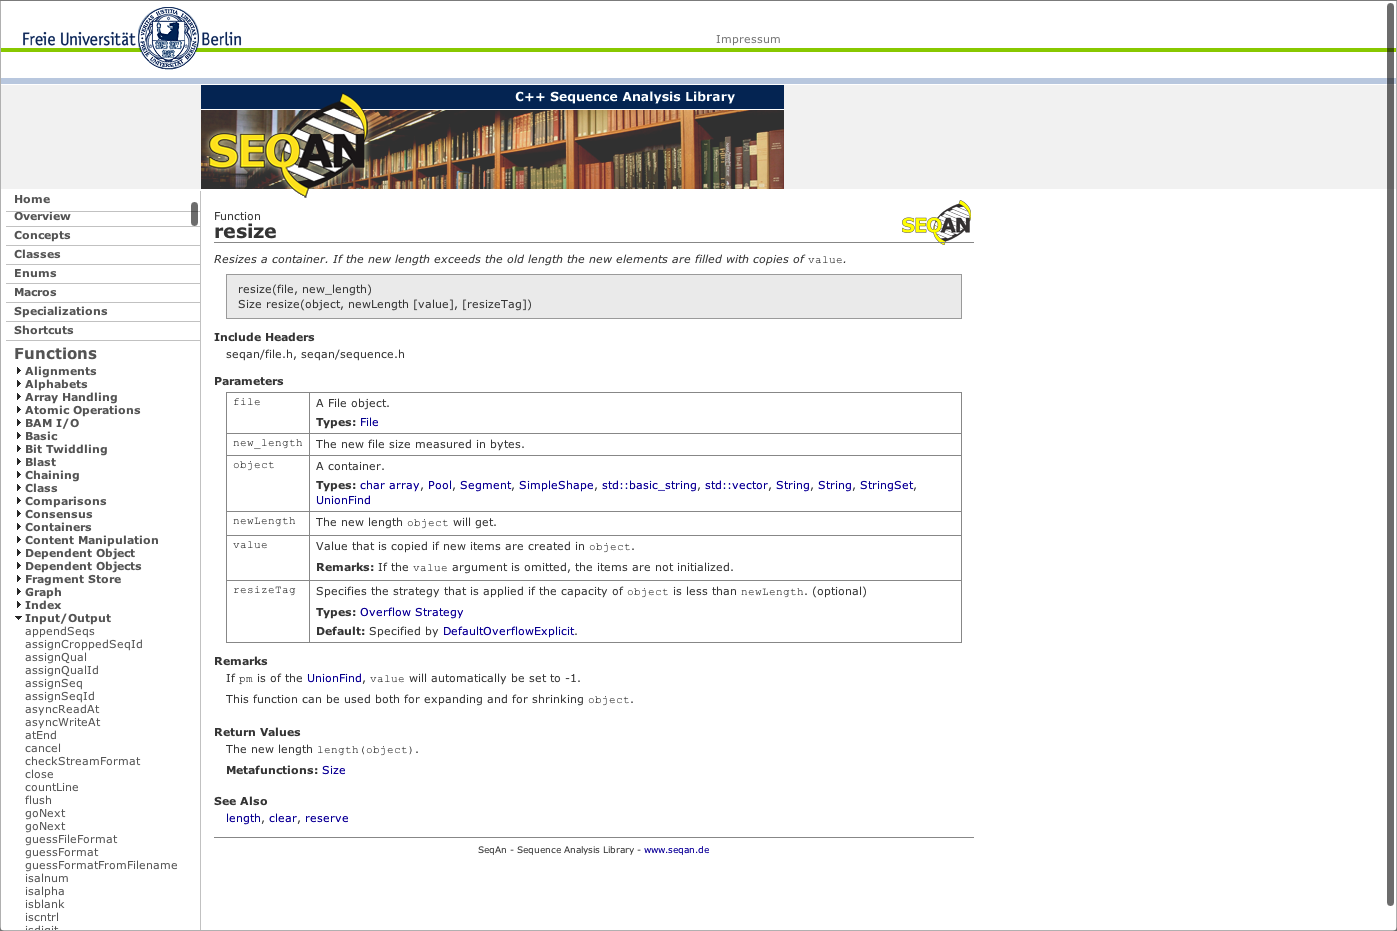 Freie Universität Berlin
Impressum
C++ Sequence Analysis Library
SEQAN
Home
Overview
Concepts
Classes
Enums
Macros
Specializations
Shortcuts
Functions
Alignments
Alphabets
Array Handling
Atomic Operations
BAM I/O
Basic
Bit Twiddling
Blast
Chaining
Class
Comparisons
Consensus
Containers
Content Manipulation
Dependent Object
Dependent Objects
Fragment Store
Graph
Index
Input/Output
appendSeqs
assignCroppedSeqId
assignQual
assignQualId
assignSeq
assignSeqId
asyncReadAt
asyncWriteAt
atEnd
cancel
checkStreamFormat
close
countLine
flush
goNext
goNext
guessFileFormat
guessFormat
guessFormatFromFilename
isalnum
isalpha
isblank
iscntrl
isdigit
Function
resize
SEQAN
Resizes a container. If the new length exceeds the old length the new elements are filled with copies of value.
resize(file, new_length)
Size resize(object, newLength [value], [resizeTag])
Include Headers
seqan/file.h, seqan/sequence.h
Parameters
file
A File object.
Types: File
new_length
The new file size measured in bytes.
object
A container.
Types: char array, Pool, Segment, SimpleShape, std::basic_string, std::vector, String, String, StringSet,
UnionFind
newLength
The new length object will get.
value
Value that is copied if new items are created in object.
Remarks: If the value argument is omitted, the items are not initialized.
resizeTag
Specifies the strategy that is applied if the capacity of object is less than newLength. (optional)
Types: Overflow Strategy
Default: Specified by DefaultOverflowExplicit.
Remarks
If pm is of the UnionFind, value will automatically be set to -1.
This function can be used both for expanding and for shrinking object.
Return Values
The new length length(object).
Metafunctions: Size
See Also
length, clear, reserve
SeqAn - Sequence Analysis Library - www.seqan.de